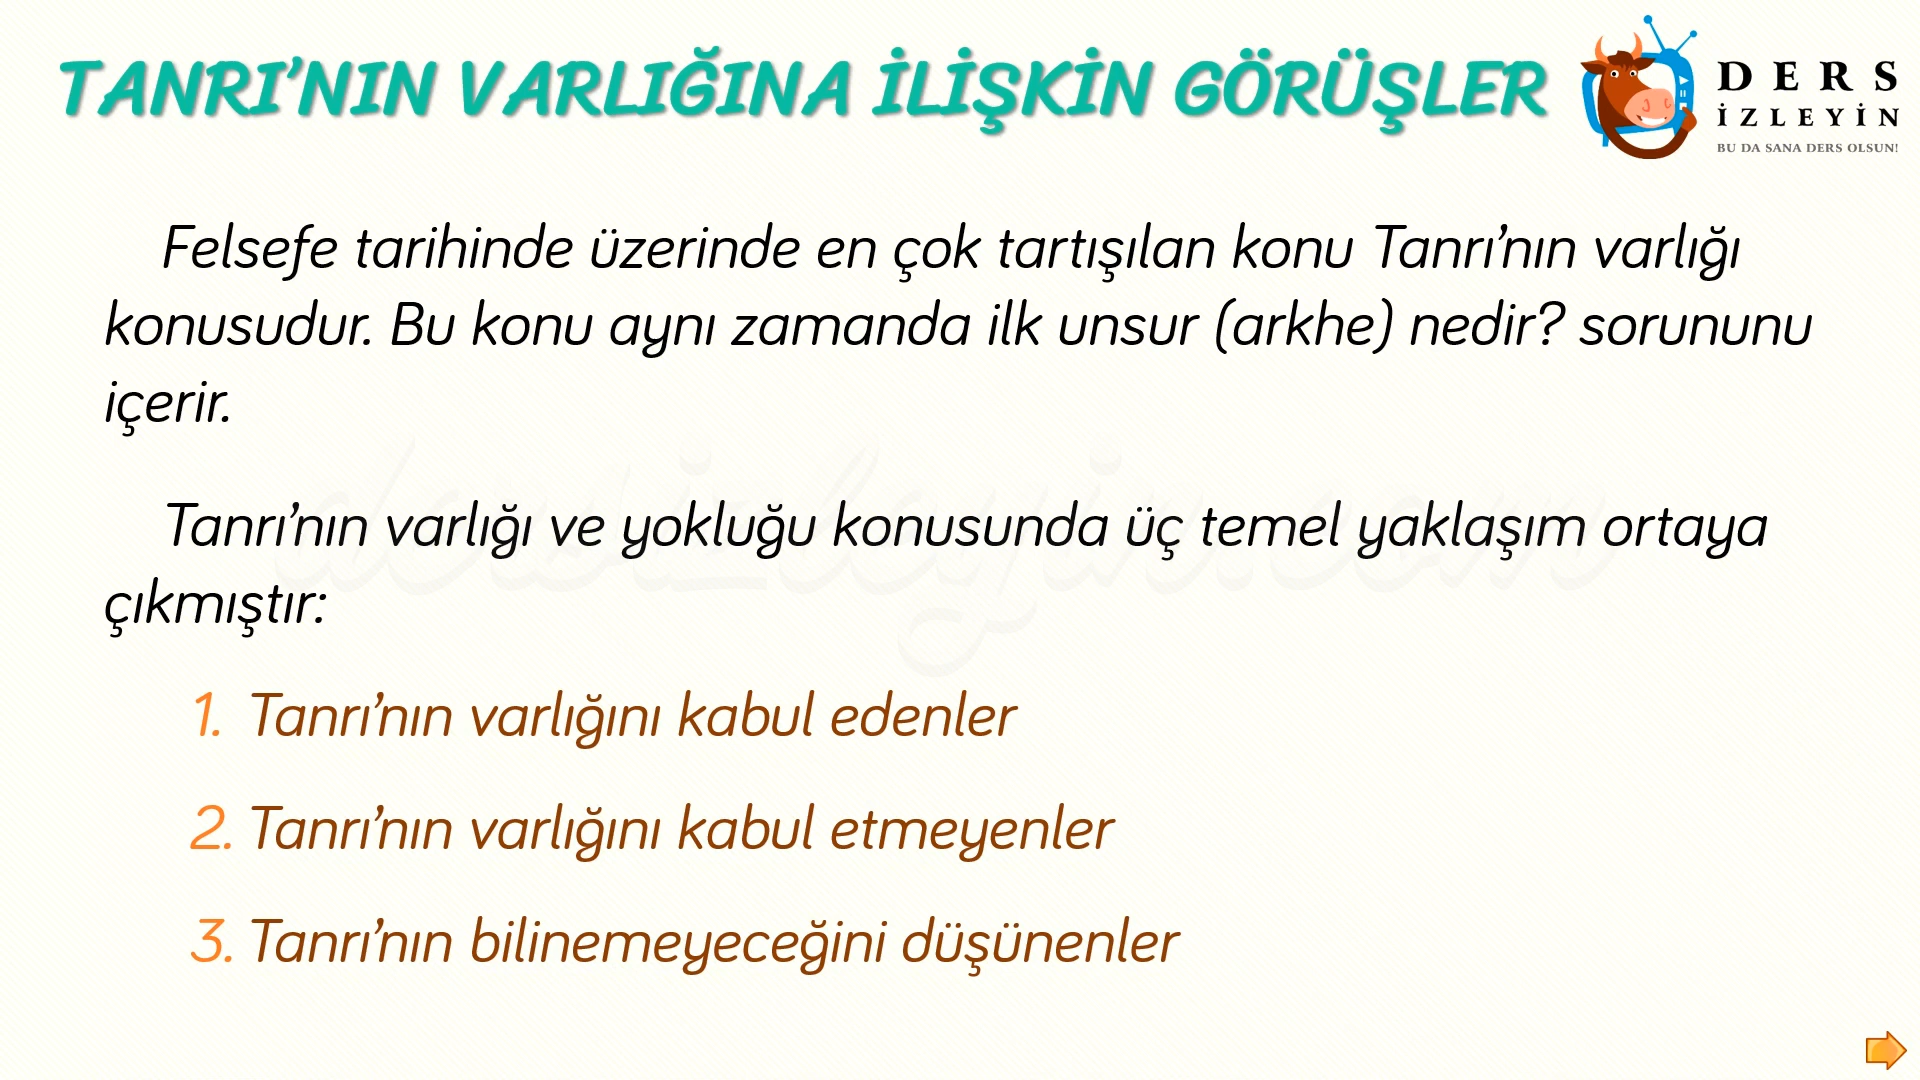 TANRI’NIN VARLIĞINA İLİŞKİN GÖRÜŞLER
DERS
İZLEYİN
BU DA SANA DERS OLSUN!
Felsefe tarihinde üzerinde en çok tartışılan konu Tanrı’nın varlığı
konusudur. Bu konu aynı zamanda ilk unsur (arkhe) nedir? sorununu
içerir.
Tanrı’nın varlığı ve yokluğu konusunda üç temel yaklaşım ortaya
çıkmıştır:
1. Tanrı’nın varlığını kabul edenler
2. Tanrı’nın varlığını kabul etmeyenler
3. Tanrı’nın bilinemeyeceğini düşünenler
dersizleyin.com